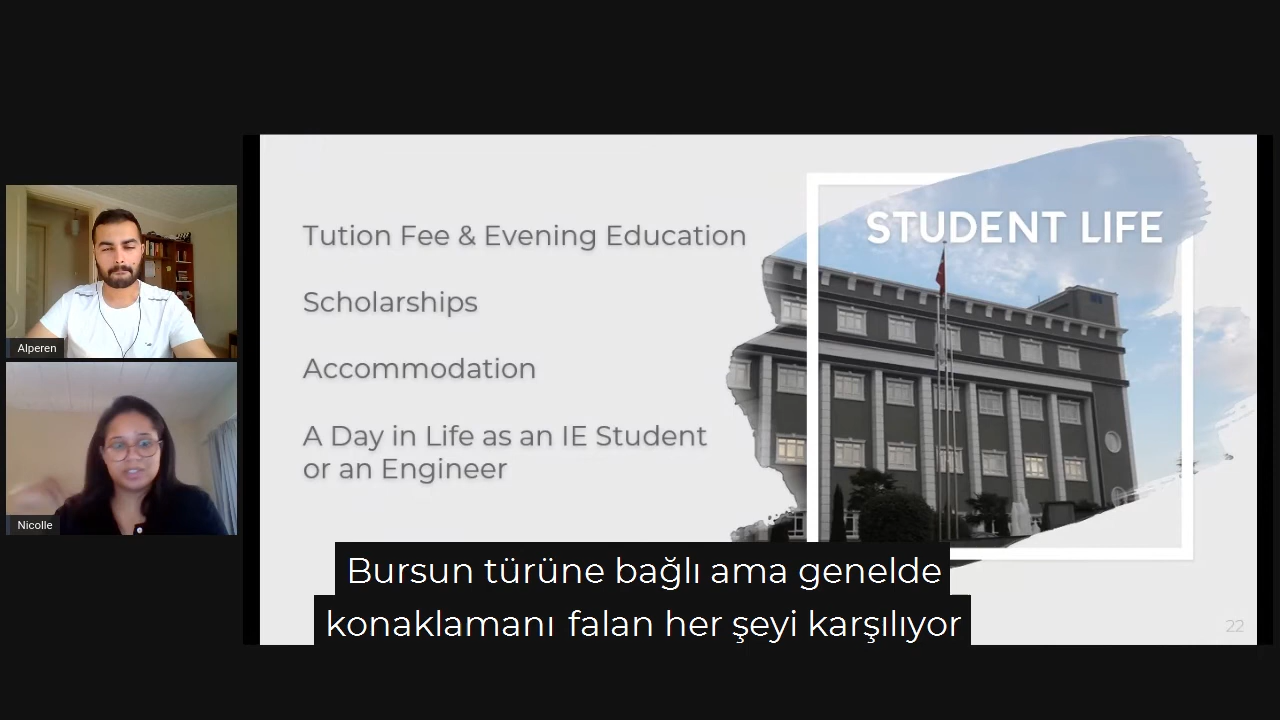 Alperen
Nicolle
Tution Fee & Evening Education
Scholarships
Accommodation
A Day in Life as an IE Student
or an Engineer
STUDENT LIFE
Bursun türüne bağlı ama genelde
konaklamanı falan her şeyi karşılıyor
22